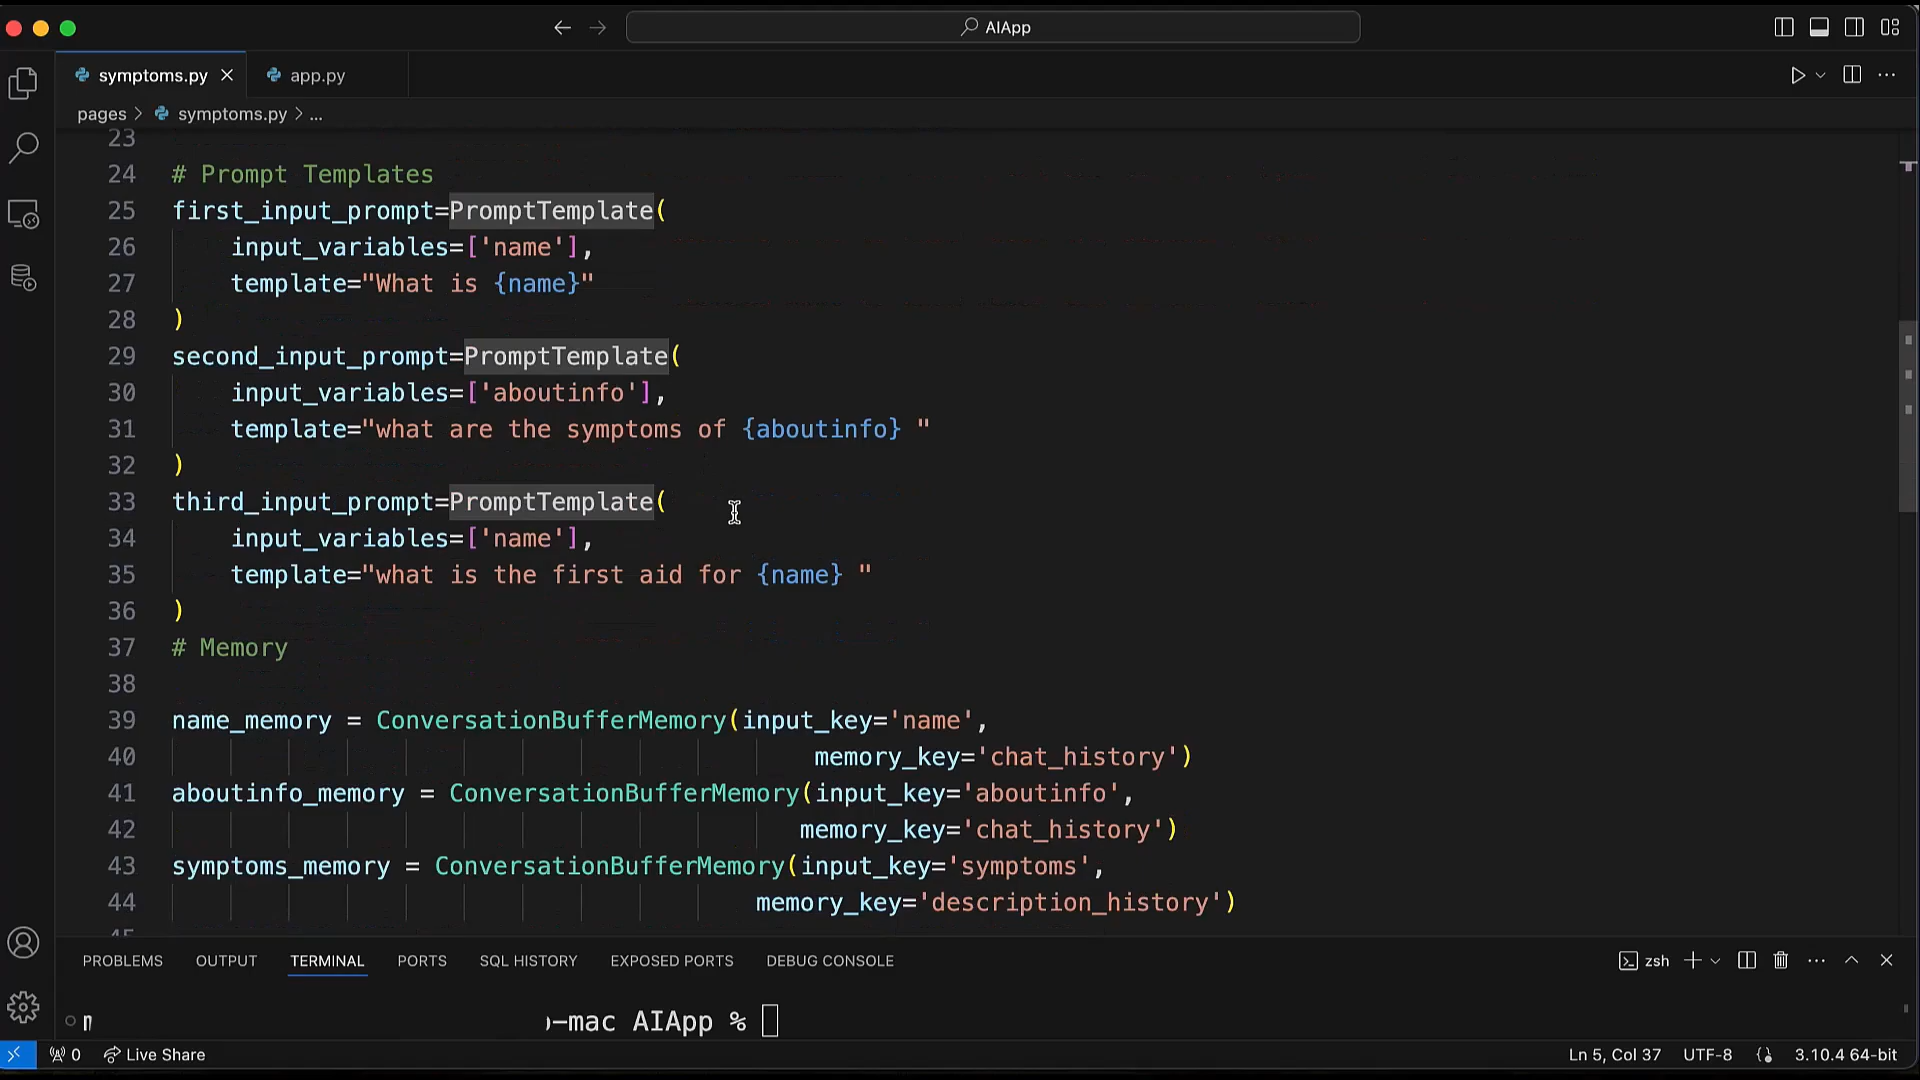 AIApp
symptoms.py
app.py
pages > symptoms.py > ...
23
24 # Prompt Templates
25 first_input_prompt=PromptTemplate(
26     input_variables=['name'],
27     template="What is {name}"
28 )
29 second_input_prompt=PromptTemplate(
30     input_variables=['aboutinfo'],
31     template="what are the symptoms of {aboutinfo} "
32 )
33 third_input_prompt=PromptTemplate(
34     input_variables=['name'],
35     template="what is the first aid for {name} "
36 )
37 # Memory
38
39 name_memory = ConversationBufferMemory(input_key='name',
40                                            memory_key='chat_history')
41 aboutinfo_memory = ConversationBufferMemory(input_key='aboutinfo',
42                                           memory_key='chat_history')
43 symptoms_memory = ConversationBufferMemory(input_key='symptoms',
44                                        memory_key='description_history')
PROBLEMS OUTPUT TERMINAL PORTS SQL HISTORY EXPOSED PORTS DEBUG CONSOLE zsh
-mac AIApp %
0 Live Share Ln 5, Col 37 UTF-8 3.10.4 64-bit